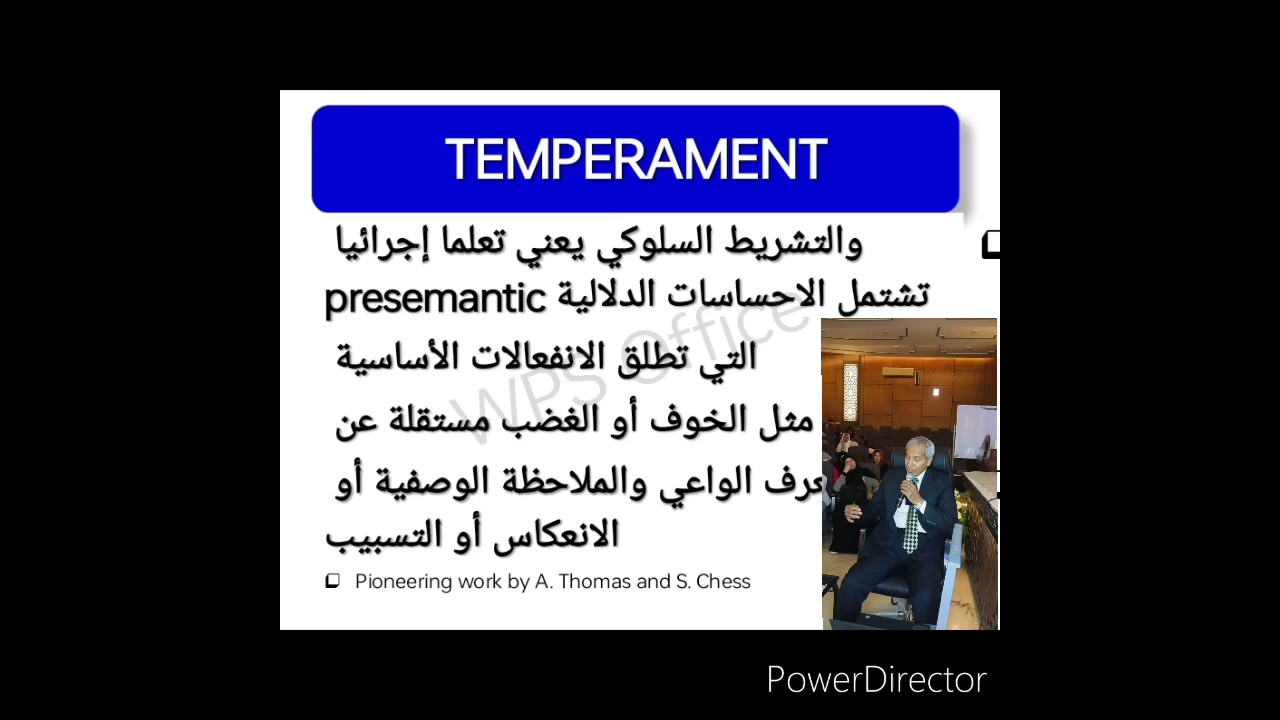 TEMPERAMENT
والتشريط السلوكي يعني تعلما إجرائيا
تشتمل الاحساسات الدلالية presemantic
التي تطلق الانفعالات الأساسية
مثل الخوف أو الغضب مستقلة عن
الواعي والملاحظة الوصفية أو
الانعكاس أو التسبيب
Pioneering work by A. Thomas and S. Chess
WPS Office
PowerDirector